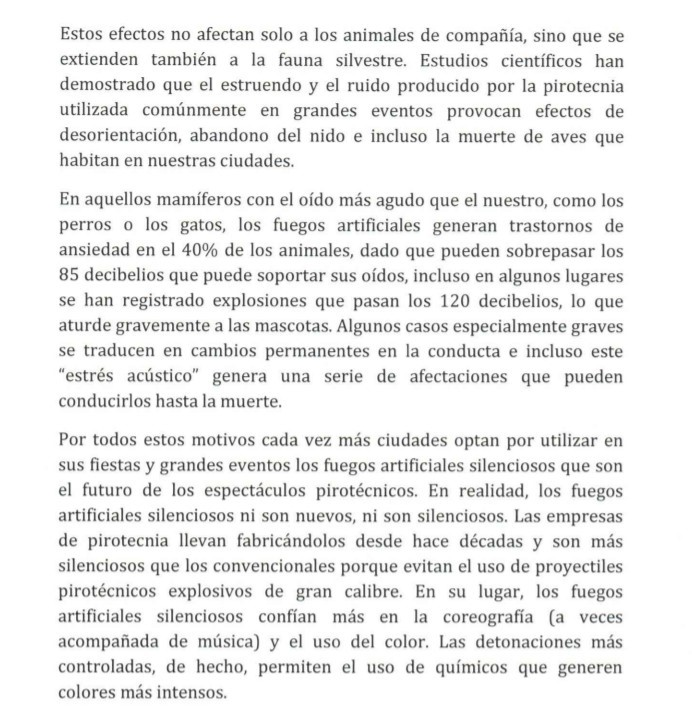 Estos efectos no afectan solo a los animales de compañía, sino que se
extienden también a la fauna silvestre. Estudios científicos han
demostrado que el estruendo y el ruido producido por la pirotecnia
utilizada comúnmente en grandes eventos provocan efectos de
desorientación, abandono del nido e incluso la muerte de aves que
habitan en nuestras ciudades.
En aquellos mamíferos con el oído más agudo que el nuestro, como los
perros o los gatos, los fuegos artificiales generan trastornos de
ansiedad en el 40% de los animales, dado que pueden sobrepasar los
85 decibelios que puede soportar sus oídos, incluso en algunos lugares
se han registrado explosiones que pasan los 120 decibelios, lo que
aturde gravemente a las mascotas. Algunos casos especialmente graves
se traducen en cambios permanentes en la conducta e incluso este
“estrés acústico” genera una serie de afectaciones que pueden
conducirlos hasta la muerte.
Por todos estos motivos cada vez más ciudades optan por utilizar en
sus fiestas y grandes eventos los fuegos artificiales silenciosos que son
el futuro de los espectáculos pirotécnicos. En realidad, los fuegos
artificiales silenciosos ni son nuevos, ni son silenciosos. Las empresas
de pirotecnia llevan fabricándolos desde hace décadas y son más
silenciosos que los convencionales porque evitan el uso de proyectiles
pirotécnicos explosivos de gran calibre. En su lugar, los fuegos
artificiales silenciosos confían más en la coreografía (a veces
acompañada de música) y el uso del color. Las detonaciones más
controladas, de hecho, permiten el uso de químicos que generen
colores más intensos.